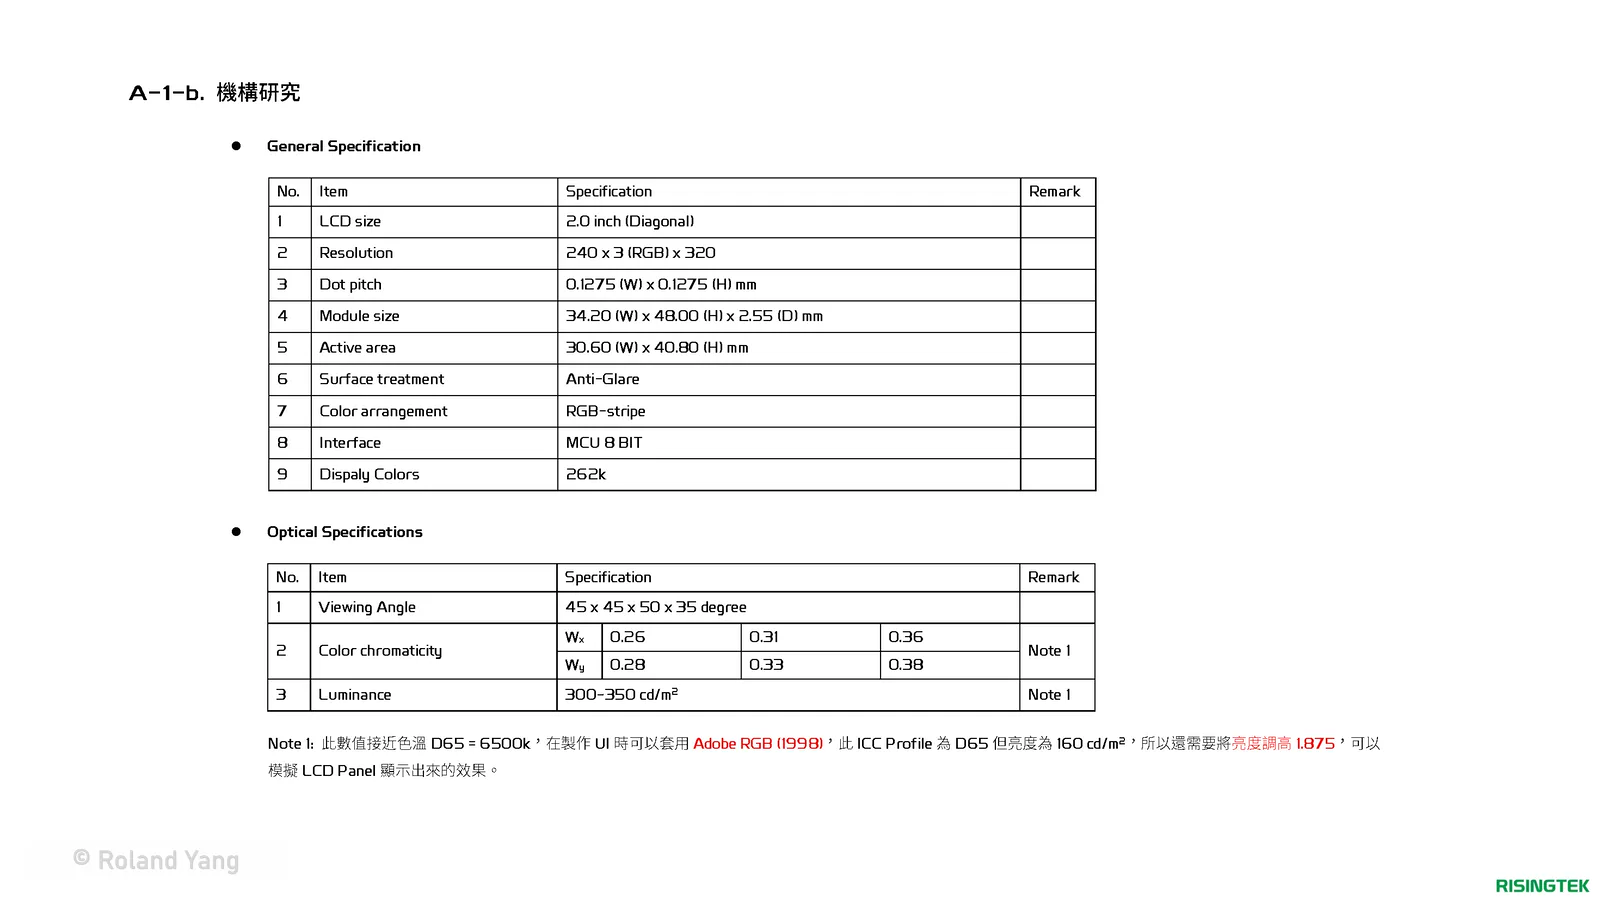 A-1-b. 機構研究
● General Specification
No. Item Specification Remark
1 LCD size 2.0 inch (Diagonal)
2 Resolution 240 x 3 (RGB) x 320
3 Dot pitch 0.1275 (W) x 0.1275 (H) mm
4 Module size 34.20 (W) x 48.00 (H) x 2.55 (D) mm
5 Active area 30.60 (W) x 40.80 (H) mm
6 Surface treatment Anti-Glare
7 Color arrangement RGB-stripe
8 Interface MCU 8 BIT
9 Dispaly Colors 262k
● Optical Specifications
No. Item Specification Remark
1 Viewing Angle 45 x 45 x 50 x 35 degree
2 Color chromaticity Wx 0.26 0.31 0.36 Note 1
Wy 0.28 0.33 0.38
3 Luminance 300-350 cd/m² Note 1
Note 1: 此數值接近色溫 D65 = 6500k，在製作 UI 時可以套用 Adobe RGB (1998)，此 ICC Profile 為 D65 但亮度為 160 cd/m²，所以還需要將亮度調高 1.875，可以
模擬 LCD Panel 顯示出來的效果。
© Roland Yang
RISINGTEK